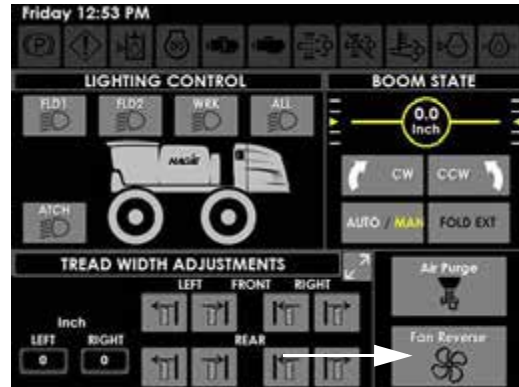 Friday 12:53 PM
LIGHTING CONTROL
FLD1 FLD2 WRK ALL
HAGIE
ATCH
BOOM STATE
0.0
Inch
CW CCW
AUTO / MAN FOLD EXT
TREAD WIDTH ADJUSTMENTS
LEFT FRONT RIGHT
Inch
LEFT RIGHT
0 0
REAR
Air Purge
Fan Reverse